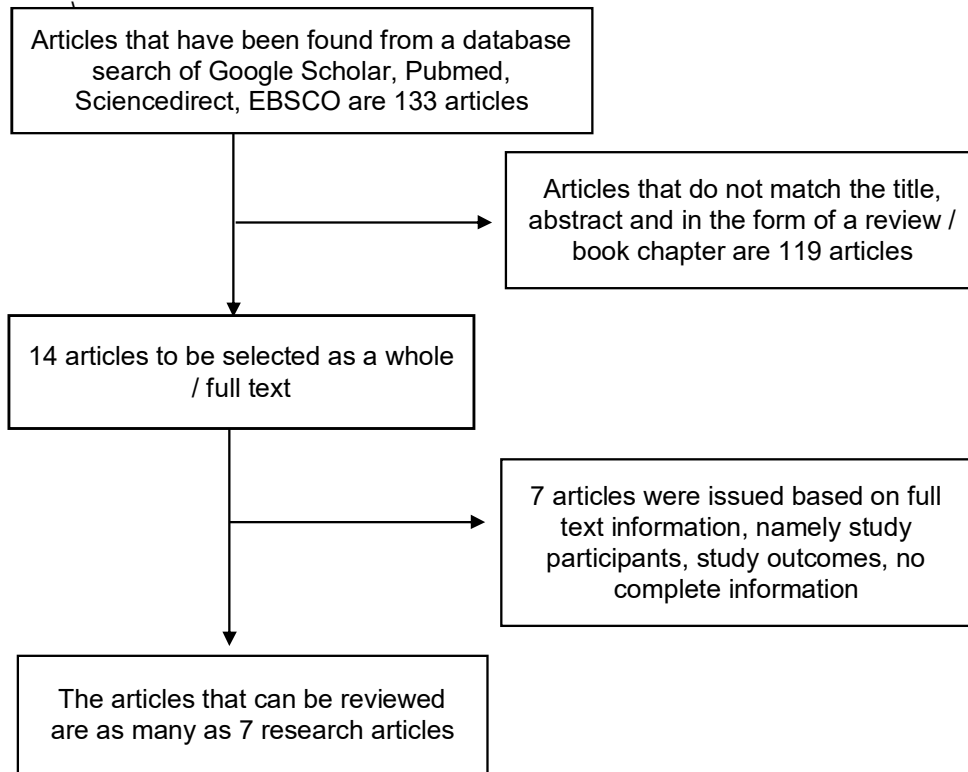 Articles that have been found from a database
search of Google Scholar, Pubmed,
Sciencedirect, EBSCO are 133 articles
Articles that do not match the title,
abstract and in the form of a review /
book chapter are 119 articles
14 articles to be selected as a whole
/ full text
7 articles were issued based on full
text information, namely study
participants, study outcomes, no
complete information
The articles that can be reviewed
are as many as 7 research articles